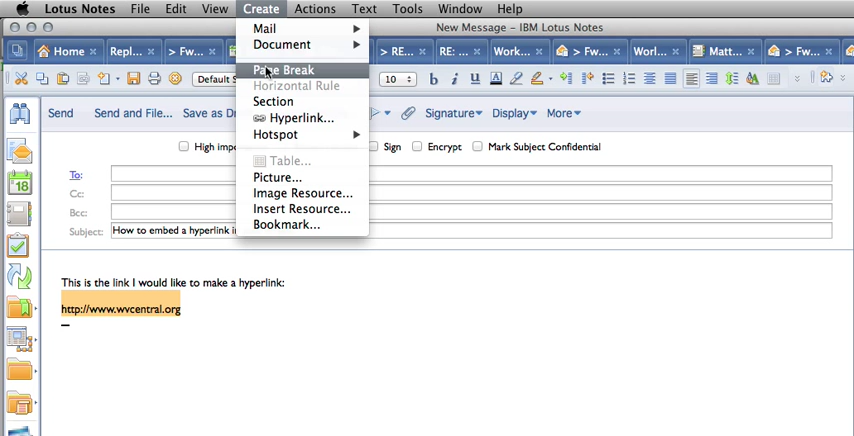 Lotus Notes File Edit View Create Actions Text Tools Window Help
New Message - IBM Lotus Notes
Home Repl... > Fw... > RE... RE: ... Work... > Fw... Worl... Matt... > Fw...
Default S 10 b i u A
Send Send and File... Save as Dr Signature Display More
High imp Sign Encrypt Mark Subject Confidential
To:
Cc:
Bcc:
Subject: How to embed a hyperlink i
Mail
Document
Page Break
Horizontal Rule
Section
Hyperlink...
Hotspot
Table...
Picture...
Image Resource...
Insert Resource...
Bookmark...
18
This is the link I would like to make a hyperlink:
http://www.wvcentral.org